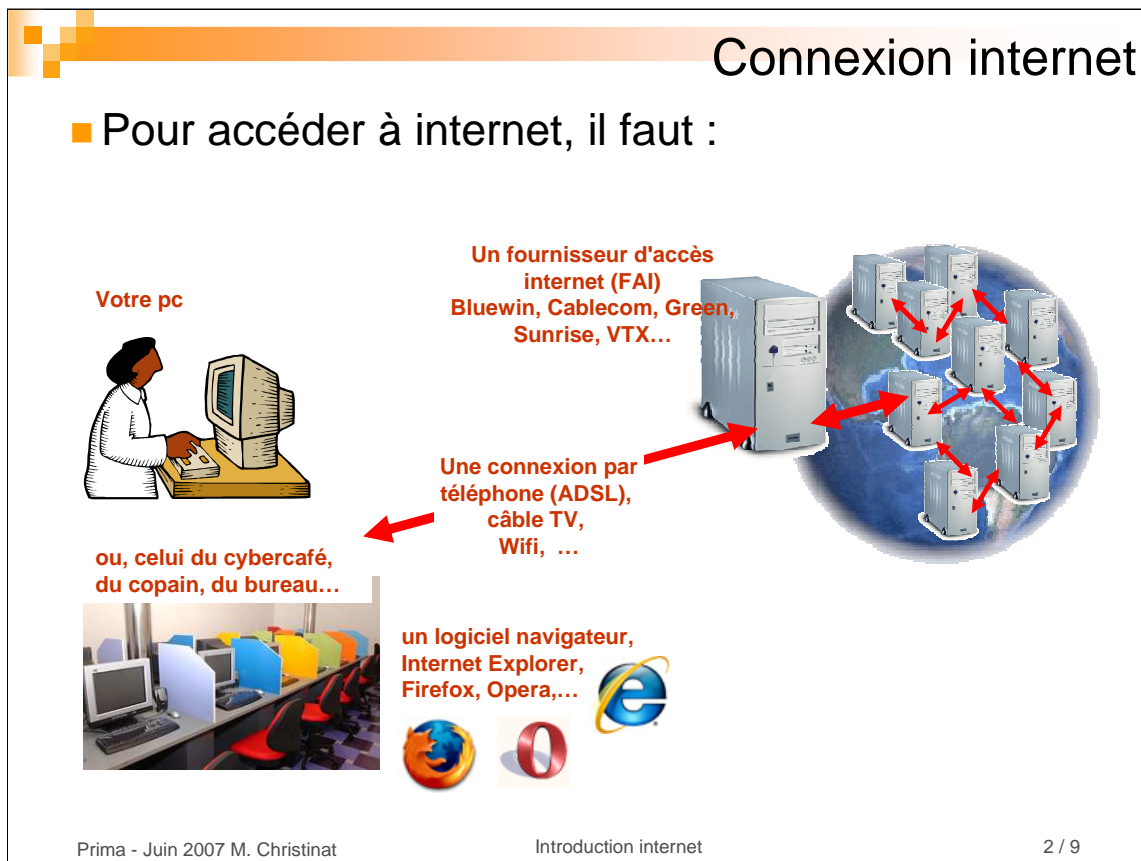 Connexion internet
Pour accéder à internet, il faut :
Votre pc
Un fournisseur d'accès
internet (FAI)
Bluewin, Cablecom, Green,
Sunrise, VTX…
Une connexion par
téléphone (ADSL),
câble TV,
Wifi, …
ou, celui du cybercafé,
du copain, du bureau…
un logiciel navigateur,
Internet Explorer,
Firefox, Opera,…
Prima - Juin 2007 M. Christinat
Introduction internet
2 / 9